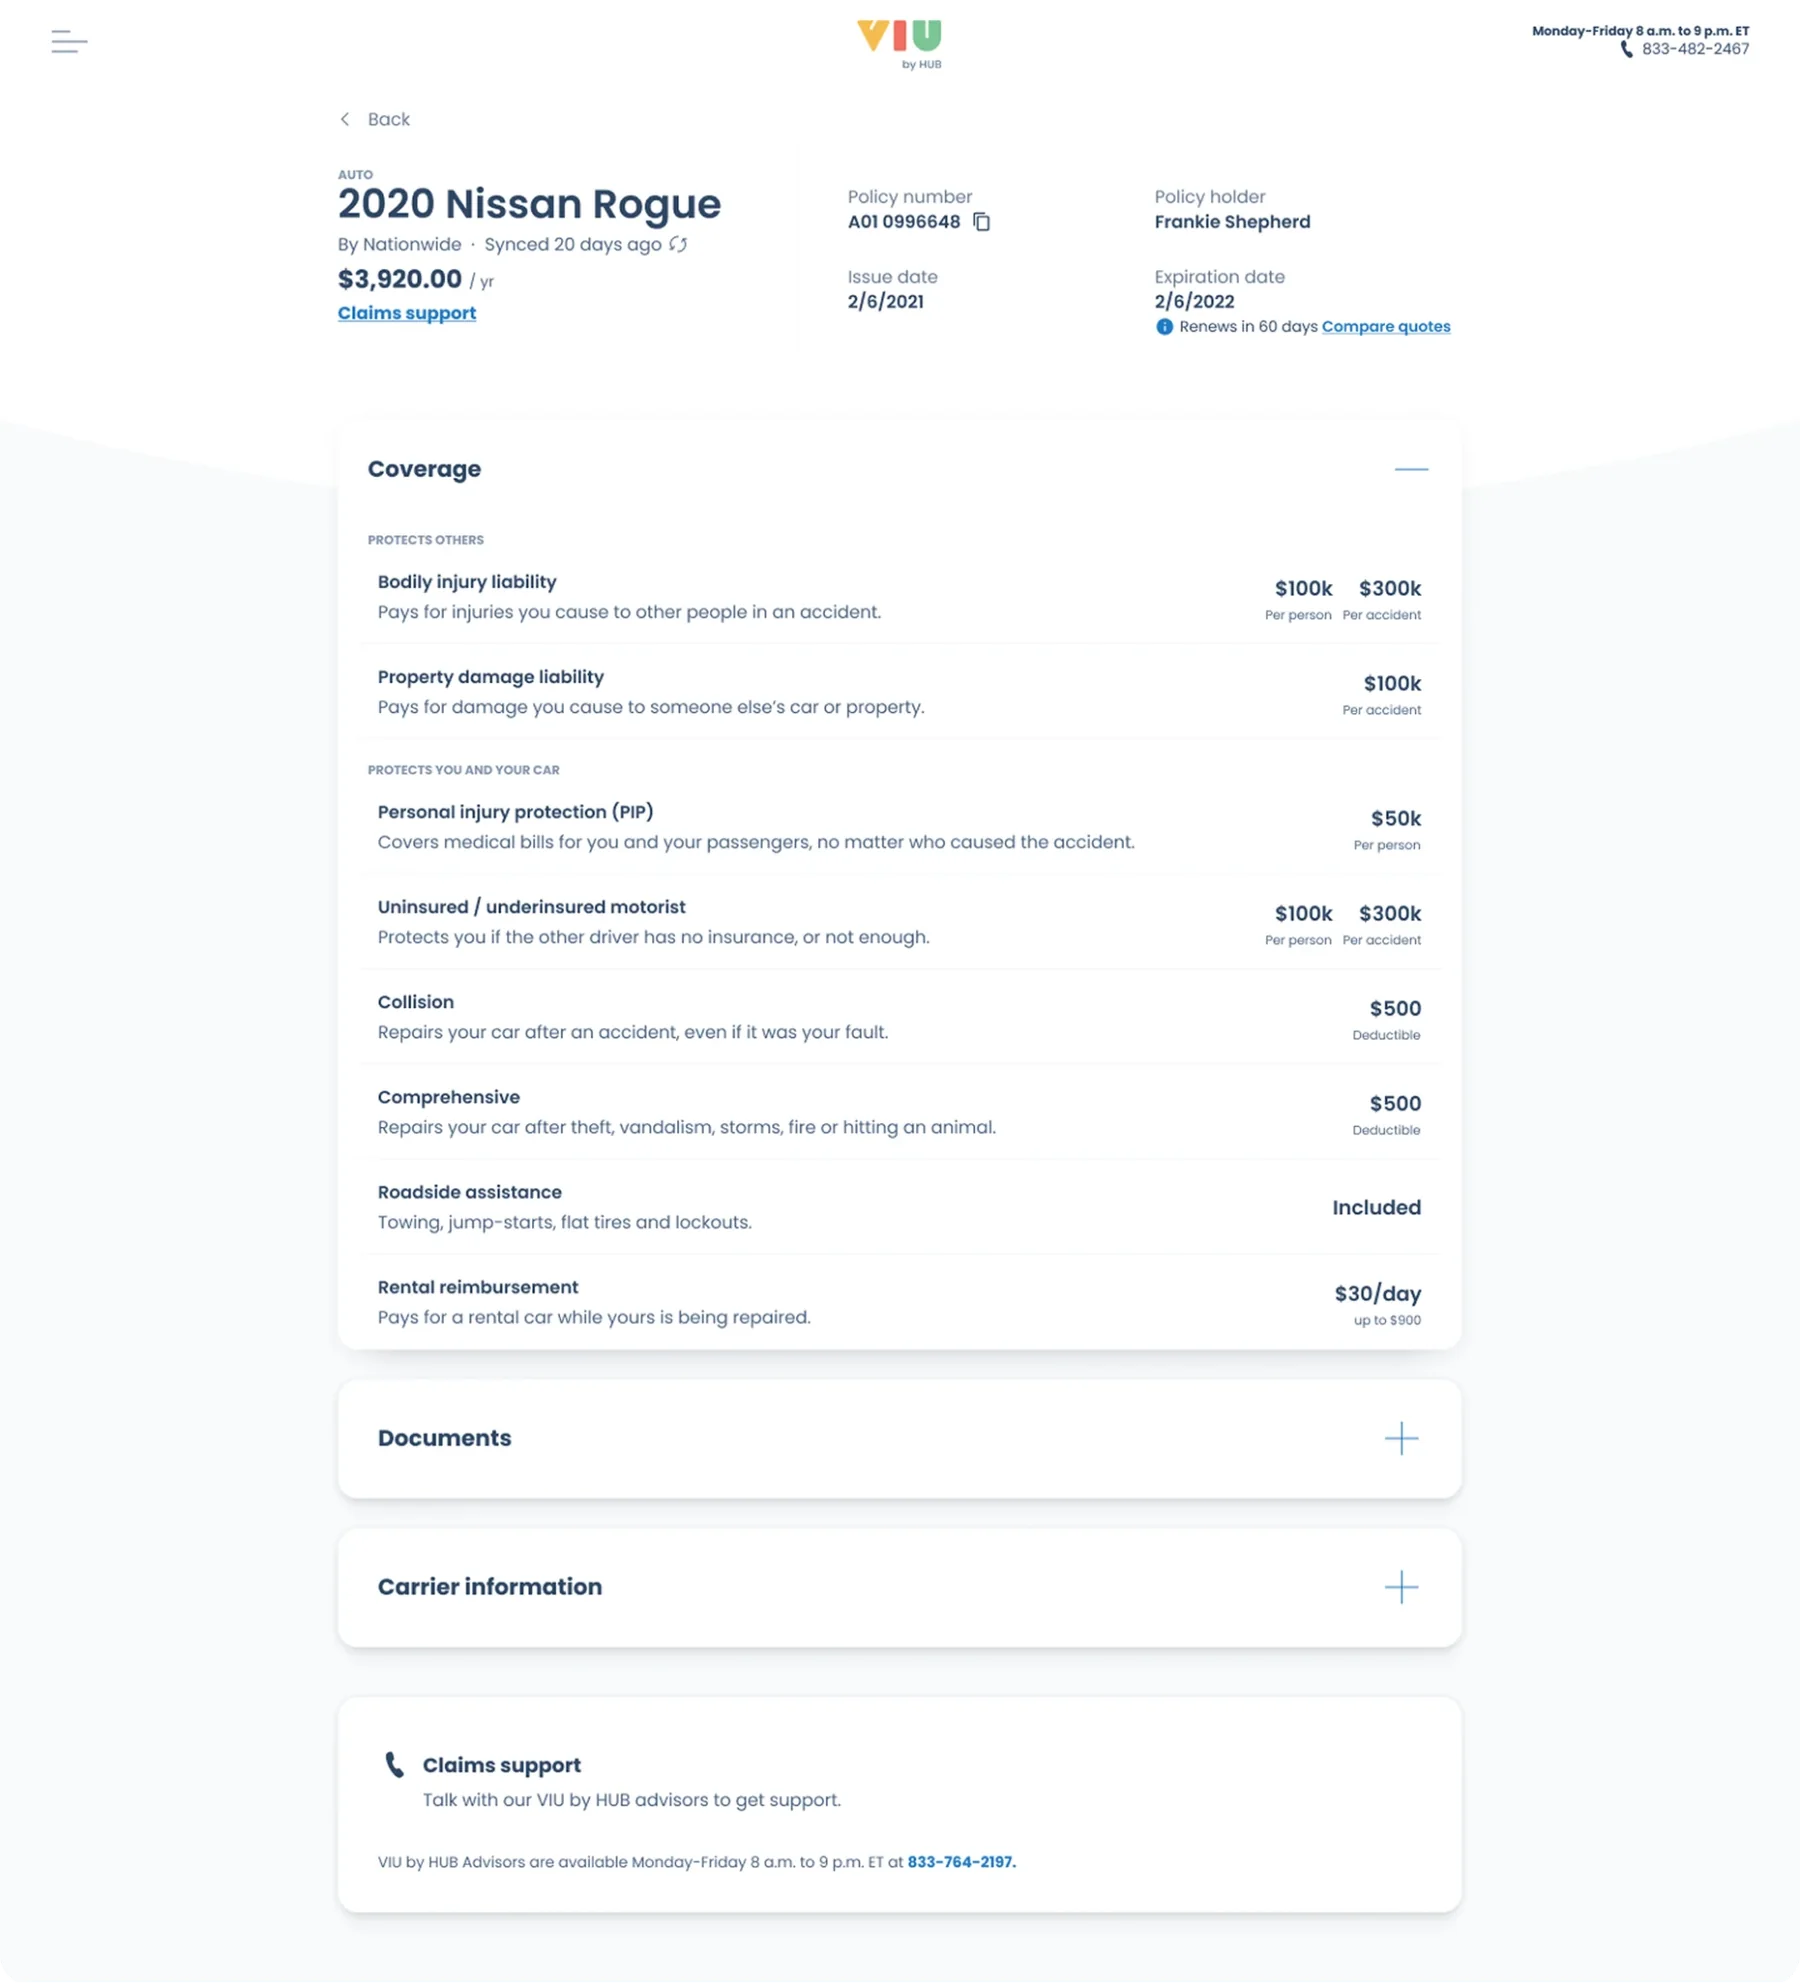 VIU
by HUB
Monday-Friday 8 a.m. to 9 p.m. ET
833-482-2467
Back
AUTO
2020 Nissan Rogue
By Nationwide · Synced 20 days ago
$3,920.00 / yr
Claims support
Policy number
A01 0996648
Policy holder
Frankie Shepherd
Issue date
2/6/2021
Expiration date
2/6/2022
Renews in 60 days Compare quotes
Coverage
PROTECTS OTHERS
Bodily injury liability
Pays for injuries you cause to other people in an accident.
$100k $300k
Per person Per accident
Property damage liability
Pays for damage you cause to someone else’s car or property.
$100k
Per accident
PROTECTS YOU AND YOUR CAR
Personal injury protection (PIP)
Covers medical bills for you and your passengers, no matter who caused the accident.
$50k
Per person
Uninsured / underinsured motorist
Protects you if the other driver has no insurance, or not enough.
$100k $300k
Per person Per accident
Collision
Repairs your car after an accident, even if it was your fault.
$500
Deductible
Comprehensive
Repairs your car after theft, vandalism, storms, fire or hitting an animal.
$500
Deductible
Roadside assistance
Towing, jump-starts, flat tires and lockouts.
Included
Rental reimbursement
Pays for a rental car while yours is being repaired.
$30/day
up to $900
Documents
Carrier information
Claims support
Talk with our VIU by HUB advisors to get support.
VIU by HUB Advisors are available Monday-Friday 8 a.m. to 9 p.m. ET at 833-764-2197.